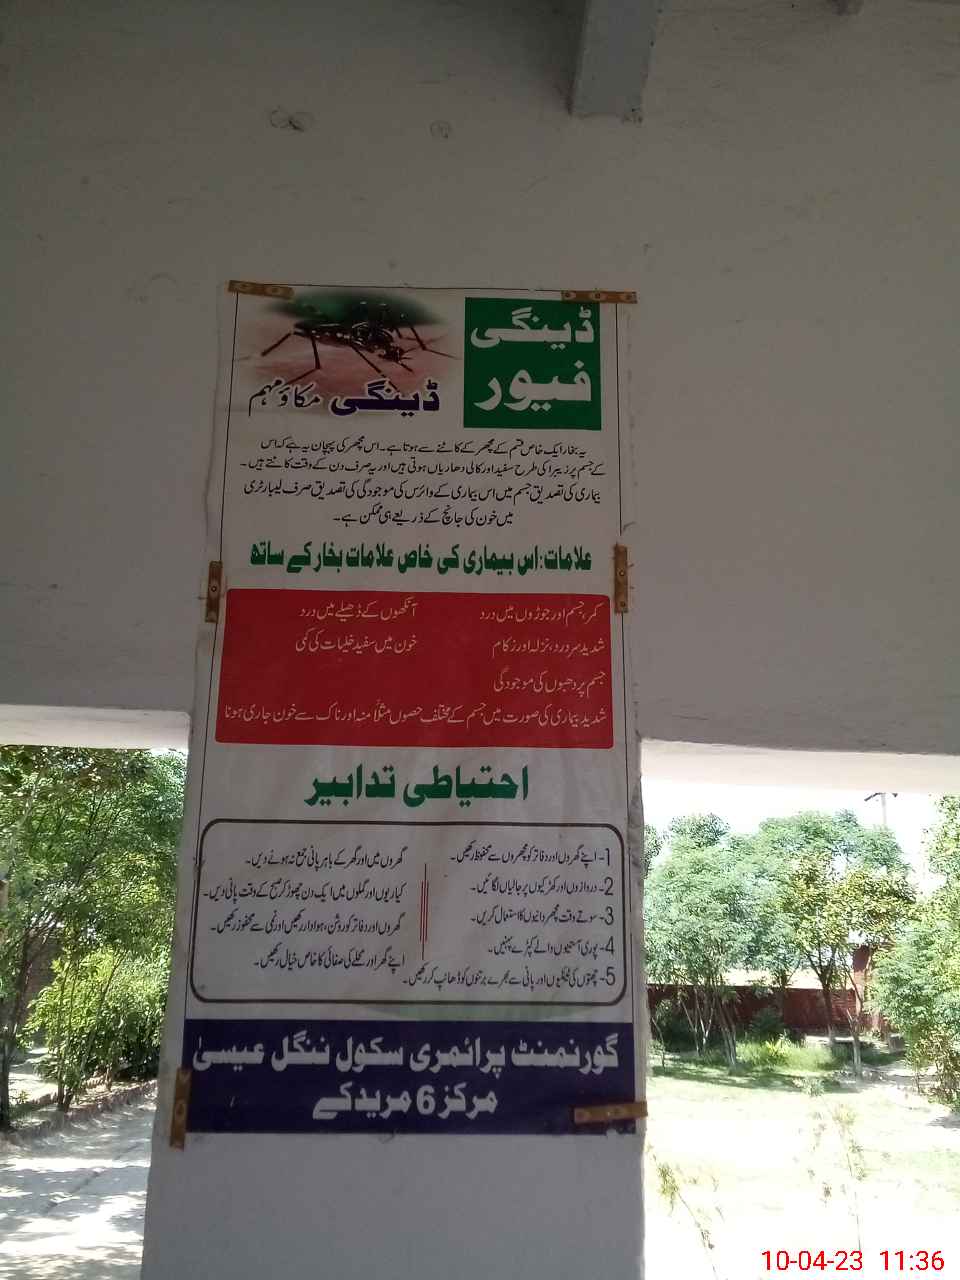 ڈینگی
فیور
ڈینگی مکاؤ مہم
یہ بخار ایک خاص قسم کے مچھر کے کاٹنے سے ہوتا ہے۔ اس مچھر کی پہچان یہ ہے کہ اس
کے جسم پر زیبرا کی طرح سفید اور کالی دھاریاں ہوتی ہیں اور یہ صرف دن کے وقت کاٹتے ہیں۔
بیماری کی تصدیق جسم میں اس بیماری کے وائرس کی موجودگی کی تصدیق صرف لیبارٹری
میں خون کی جانچ کے ذریعے ہی ممکن ہے۔
علامات: اس بیماری کی خاص علامات بخار کے ساتھ
کمر، جسم اور جوڑوں میں درد آنکھوں کے ڈھیلے میں درد
شدید سر درد، نزلہ اور زکام خون میں سفید خلیات کی کمی
جسم پر دھبوں کی موجودگی
شدید بیماری کی صورت میں جسم کے مختلف حصوں مثلاً منہ اور ناک سے خون جاری ہونا
احتیاطی تدابیر
1- اپنے گھروں اور دفاتر کو مچھروں سے محفوظ رکھیں۔
2- دروازوں اور کھڑکیوں پر جالیاں لگائیں۔
3- سوتے وقت مچھر دانیوں کا استعمال کریں۔
4- پوری آستینوں والے کپڑے پہنیں۔
5- چھتوں کی ٹینکیوں اور پانی سے بھرے برتنوں کو ڈھانپ کر رکھیں۔
گھروں میں اور گھر کے باہر پانی جمع نہ ہونے دیں۔
کیاریوں اور گملوں میں ایک دن چھوڑ کر صبح کے وقت پانی دیں۔
گھروں اور دفاتر کو روشن، ہوادار رکھیں اور نمی سے محفوز رکھیں۔
اپنے گھر اور محلے کی صفائی کا خاص خیال رکھیں۔
گورنمنٹ پرائمری سکول ننگل عیسیٰ
مرکز 6 مریدکے
10-04-23 11:36